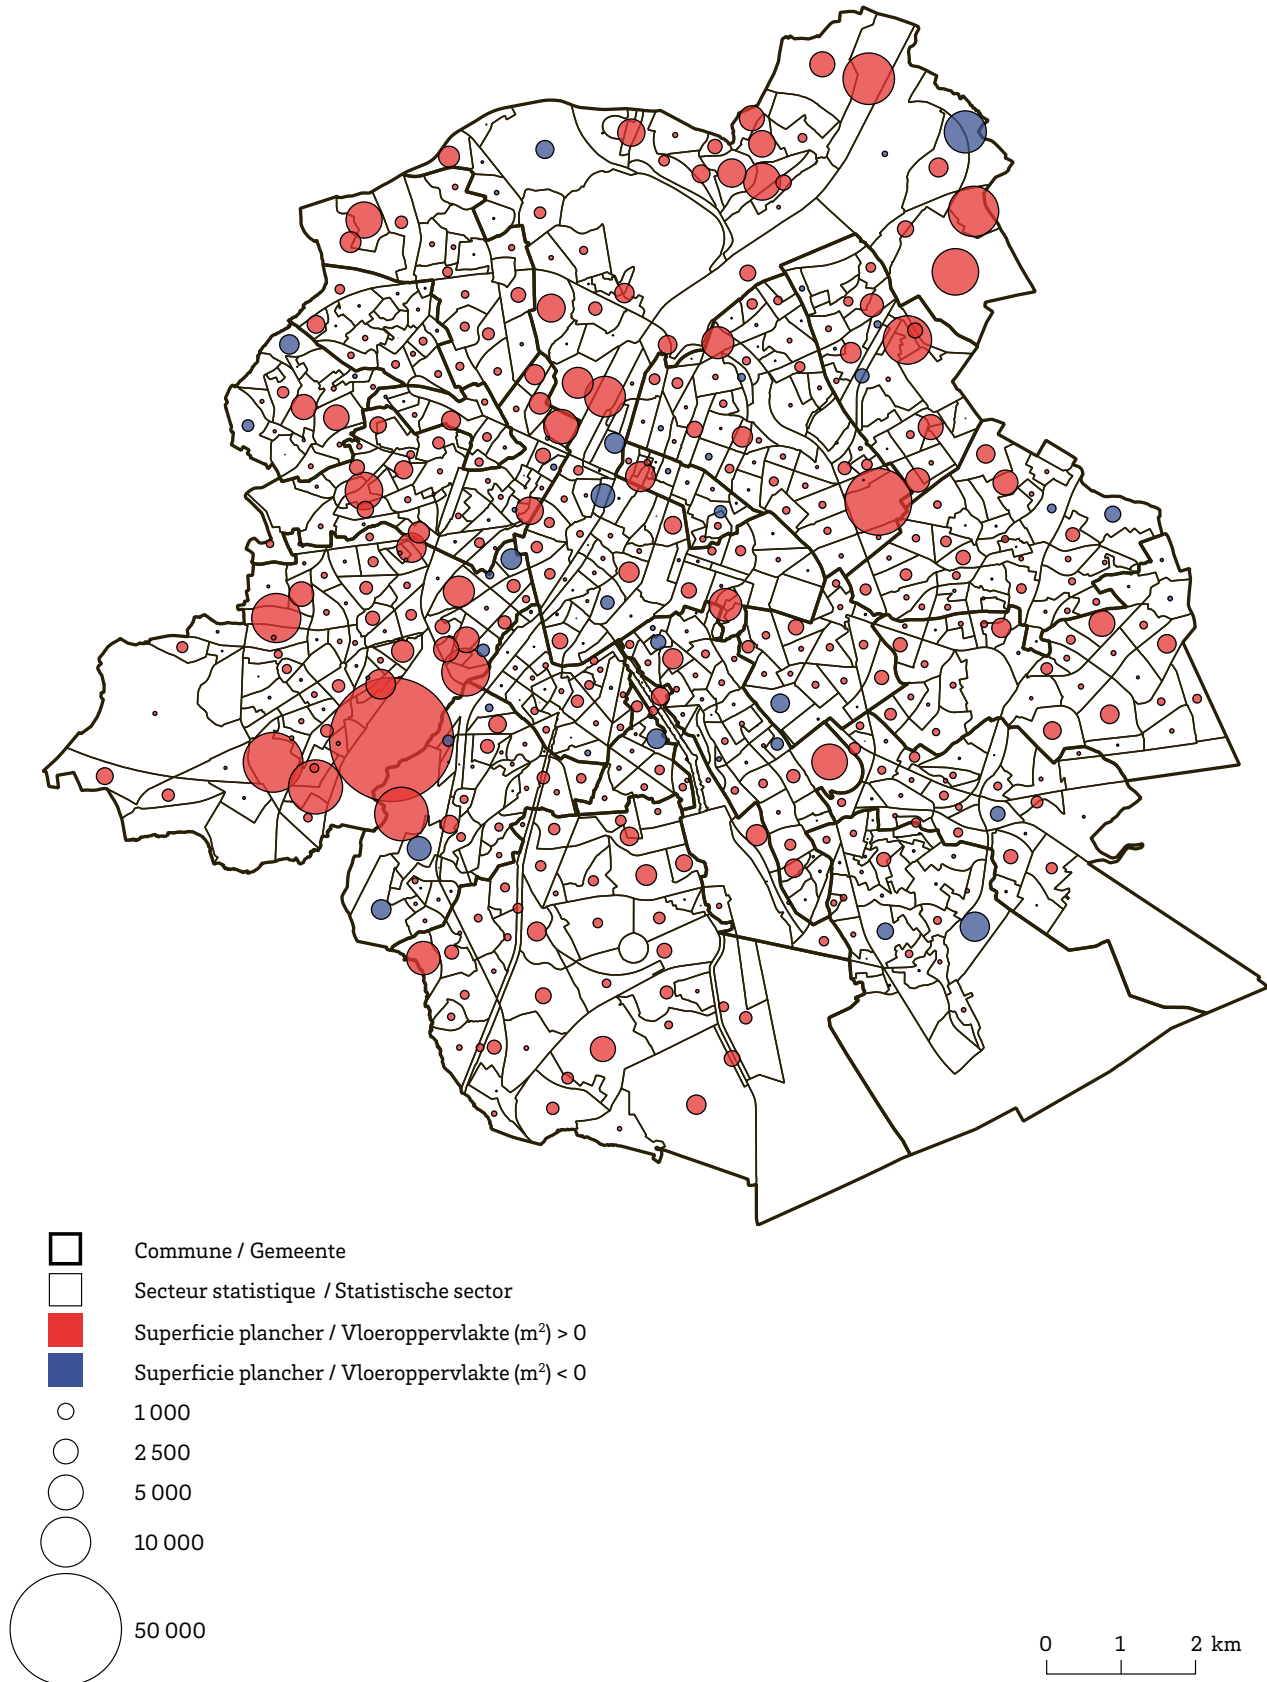 Commune / Gemeente
Secteur statistique / Statistische sector
Superficie plancher / Vloeroppervlakte (m²) > 0
Superficie plancher / Vloeroppervlakte (m²) < 0
1 000
2 500
5 000
10 000
50 000
0 1 2 km